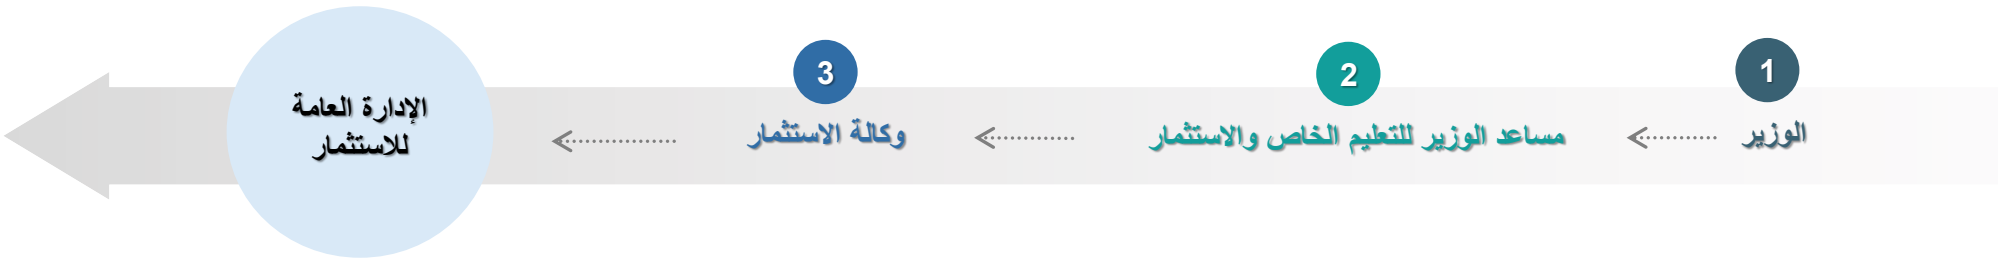 1
الوزير
2
مساعد الوزير للتعليم الخاص والاستثمار
3
وكالة الاستثمار
الإدارة العامة
للاستثمار